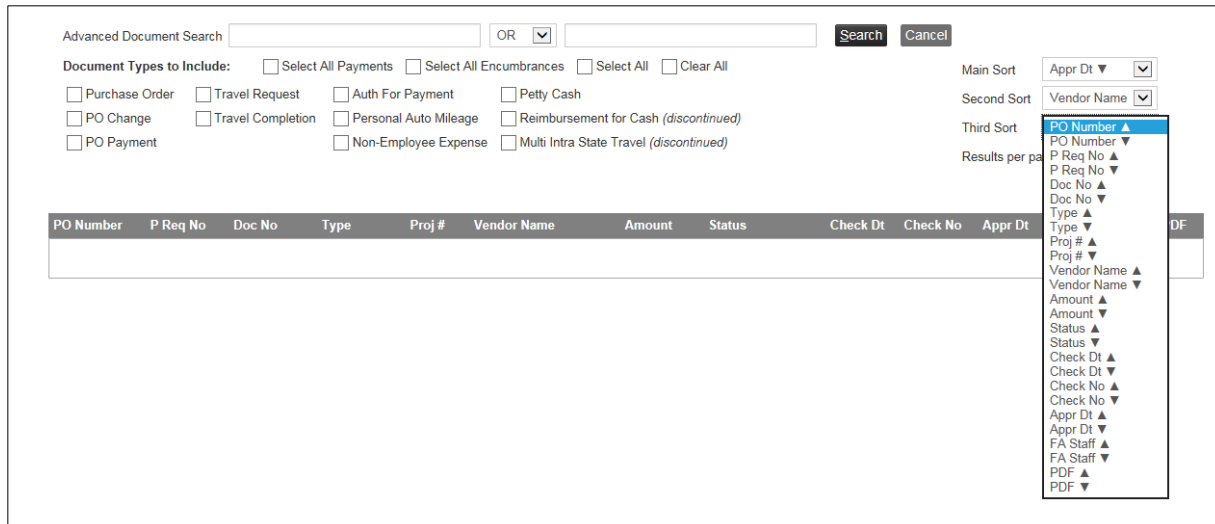 Advanced Document Search OR Search Cancel
Document Types to Include: Select All Payments Select All Encumbrances Select All Clear All
Main Sort Appr Dt ▼
Purchase Order Travel Request Auth For Payment Petty Cash
Second Sort Vendor Name
PO Change Travel Completion Personal Auto Mileage Reimbursement for Cash (discontinued)
Third Sort
PO Payment Non-Employee Expense Multi Intra State Travel (discontinued)
Results per pa
PO Number P Req No Doc No Type Proj # Vendor Name Amount Status Check Dt Check No Appr Dt DF
PO Number ▲
PO Number ▼
P Req No ▲
P Req No ▼
Doc No ▲
Doc No ▼
Type ▲
Type ▼
Proj # ▲
Proj # ▼
Vendor Name ▲
Vendor Name ▼
Amount ▲
Amount ▼
Status ▲
Status ▼
Check Dt ▲
Check Dt ▼
Check No ▲
Check No ▼
Appr Dt ▲
Appr Dt ▼
FA Staff ▲
FA Staff ▼
PDF ▲
PDF ▼